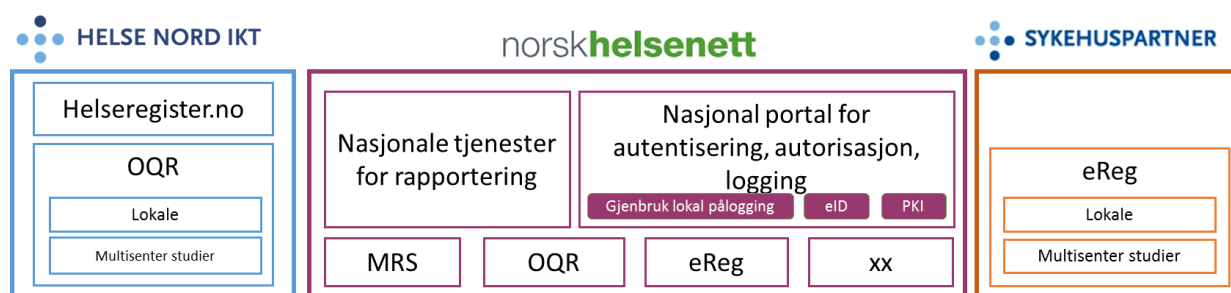 HELSE NORD IKT
norskhelsenett
SYKEHUSPARTNER
Helseregister.no
OQR
Lokale
Multisenter studier
Nasjonale tjenester
for rapportering
Nasjonal portal for
autentisering, autorisasjon,
logging
Gjenbruk lokal pålogging
eID
PKI
MRS
OQR
eReg
xx
eReg
Lokale
Multisenter studier